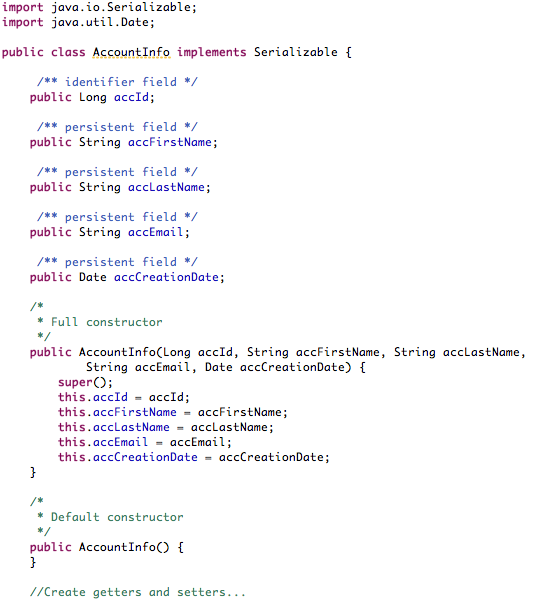 import java.io.Serializable;
import java.util.Date;
public class AccountInfo implements Serializable {
/** identifier field */
public Long accId;
/** persistent field */
public String accFirstName;
/** persistent field */
public String accLastName;
/** persistent field */
public String accEmail;
/** persistent field */
public Date accCreationDate;
/*
* Full constructor
*/
public AccountInfo(Long accId, String accFirstName, String accLastName,
String accEmail, Date accCreationDate) {
super();
this.accId = accId;
this.accFirstName = accFirstName;
this.accLastName = accLastName;
this.accEmail = accEmail;
this.accCreationDate = accCreationDate;
}
/*
* Default constructor
*/
public AccountInfo() {
}
//Create getters and setters...